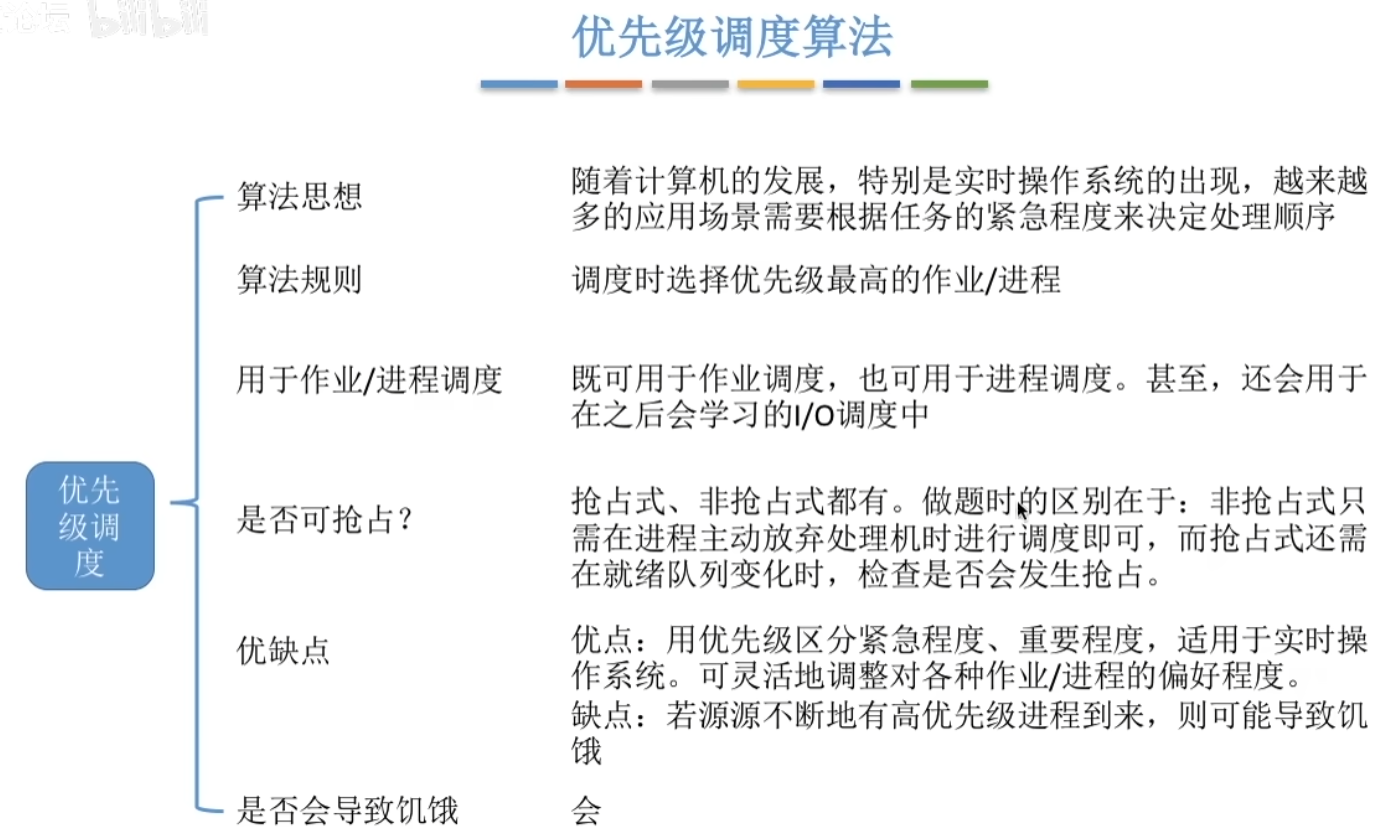 论坛 bilibili
优先级调度算法
算法思想
随着计算机的发展，特别是实时操作系统的出现，越来越
多的应用场景需要根据任务的紧急程度来决定处理顺序
算法规则
调度时选择优先级最高的作业/进程
用于作业/进程调度
既可用于作业调度，也可用于进程调度。甚至，还会用于
在之后会学习的I/O调度中
优先
级调
度
是否可抢占？
抢占式、非抢占式都有。做题时的区别在于：非抢占式只
需在进程主动放弃处理机时进行调度即可，而抢占式还需
在就绪队列变化时，检查是否会发生抢占。
优缺点
优点：用优先级区分紧急程度、重要程度，适用于实时操
作系统。可灵活地调整对各种作业/进程的偏好程度。
缺点：若源源不断地有高优先级进程到来，则可能导致饥
饿
是否会导致饥饿
会